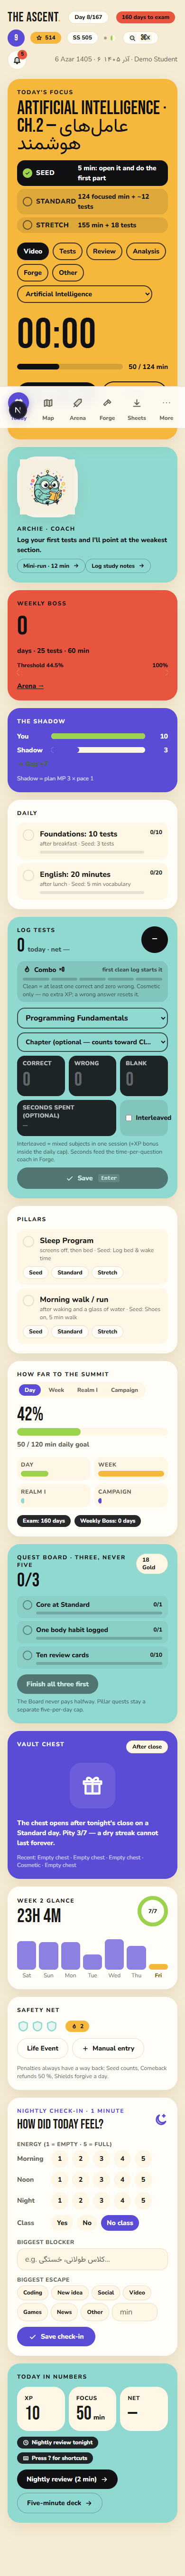 THE ASCENT
Day 8/167
160 days to exam
9
514
SS 505
⌘K
9
6 Azar 1405 · ۶ آذر ۱۴۰۵ · Demo Student
TODAY'S FOCUS
ARTIFICIAL INTELLIGENCE ·
CH.2 — عامل‌های
هوشمند
SEED
5 min: open it and do the first part
STANDARD
124 focused min + ~12 tests
STRETCH
155 min + 18 tests
Video
Tests
Review
Analysis
Forge
Other
Artificial Intelligence
00:00
50 / 124 min
N
Map
Arena
Forge
Sheets
More
ARCHIE · COACH
Log your first tests and I'll point at the weakest section.
Mini-run · 12 min →
Log study notes →
WEEKLY BOSS
0
days · 25 tests · 60 min
Threshold 44.5%
100%
Arena →
THE SHADOW
You
10
Shadow
3
Shadow = plan MP 3 x pace 1
DAILY
Foundations: 10 tests
0/10
after breakfast · Seed: 3 tests
English: 20 minutes
0/20
after lunch · Seed: 5 min vocabulary
LOG TESTS
0 today · net —
—
Combo
first clean log starts it
Clean = at least one correct and zero wrong. Cosmetic only — no civil XP, a wrong answer resets it.
Programming Fundamentals
Chapter (optional — counts toward Cl...
CORRECT
0
WRONG
0
BLANK
0
SECONDS SPENT (OPTIONAL)
—
Interleaved
Interleaved = mixed subjects in one session (+XP bonus inside the daily cap). Seconds feed the time-per-question coach in Forge.
Save
Enter
PILLARS
Sleep Program
screens off, then bed · Seed: Log bed & wake time
Seed
Standard
Stretch
Morning walk / run
after waking and a glass of water · Seed: Shoes on, 5 min walk
Seed
Standard
Stretch
HOW FAR TO THE SUMMIT
Day
Week
Realm I
Campaign
42%
50 / 120 min daily goal
DAY
WEEK
REALM I
CAMPAIGN
Exam: 160 days
Weekly Boss: 0 days
QUEST BOARD · THREE, NEVER FIVE
18 Gold
0/3
Core at Standard
0/1
One body habit logged
0/1
Ten review cards
0/10
Finish all three first
The Board never pays halfway. Pillar quests stay a separate five-per-day cap.
VAULT CHEST
After close
The chest opens after tonight's close on a Standard day. Pity 3/7 — a dry streak cannot last forever.
Recent: Empty chest · Empty chest · Empty chest · Cosmetic · Empty chest
WEEK 2 GLANCE
23H 4M
7/7
Sat
Sun
Mon
Tue
Wed
Thu
Fri
SAFETY NET
2
Life Event
+ Manual entry
Penalties always have a way back: Seed counts, Comeback refunds 50 %. Shields forgive a day.
NIGHTLY CHECK-IN · 1 MINUTE
HOW DID TODAY FEEL?
ENERGY (1 = EMPTY · 5 = FULL)
Morning 1 2 3 4 5
Noon 1 2 3 4 5
Night 1 2 3 4 5
Class Yes No No class
BIGGEST BLOCKER
e.g. کلاس طولانی، خستگی...
BIGGEST ESCAPE
Coding
New idea
Social
Video
Games
News
Other
min
Save check-in
TODAY IN NUMBERS
XP
10
FOCUS
50 min
NET
—
Nightly review tonight
Press ? for shortcuts
Nightly review (2 min) →
Five-minute deck →